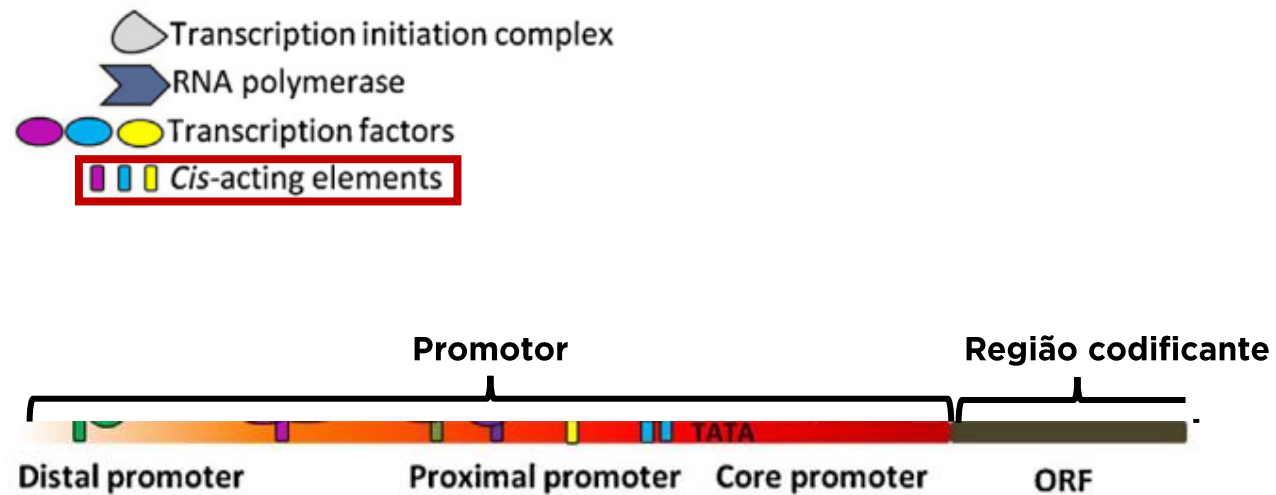 Transcription initiation complex
RNA polymerase
Transcription factors
Cis-acting elements
Promotor
Região codificante
TATA
Distal promoter
Proximal promoter
Core promoter
ORF